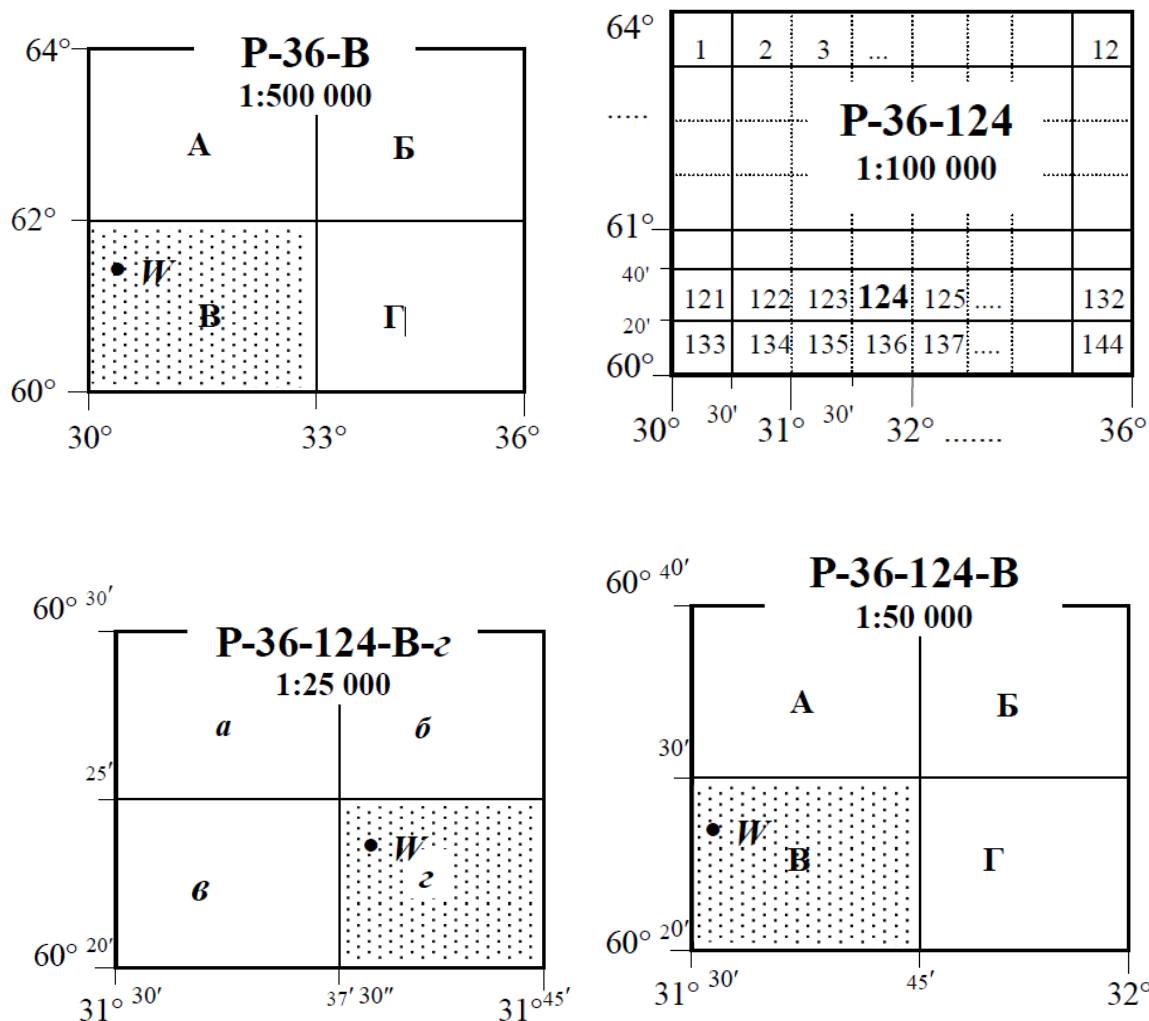 64°
P-36-В
1:500 000
А Б
62°
W
В Г
60°
30° 33° 36°
64°
1 2 3 ... 12
.....
P-36-124
1:100 000
61°
40'
121 122 123 124 125 .... 132
20'
133 134 135 136 137 .... 144
60°
30° 30' 31° 30' 32° ....... 36°
60° 30′
P-36-124-В-г
1:25 000
а б
25′
W
в г
60° 20′
31° 30′ 37′ 30″ 31° 45′
60° 40′
P-36-124-В
1:50 000
А Б
30′
W
В Г
60° 20′
31° 30′ 45′ 32°